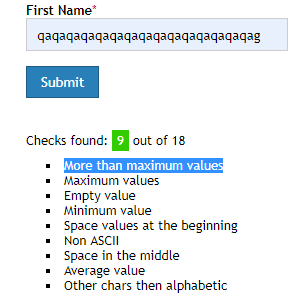 First Name*
qaqaqaqaqaqaqaqaqaqaqaqaqaqaqag
Submit
Checks found: 9 out of 18
More than maximum values
Maximum values
Empty value
Minimum value
Space values at the beginning
Non ASCII
Space in the middle
Average value
Other chars then alphabetic